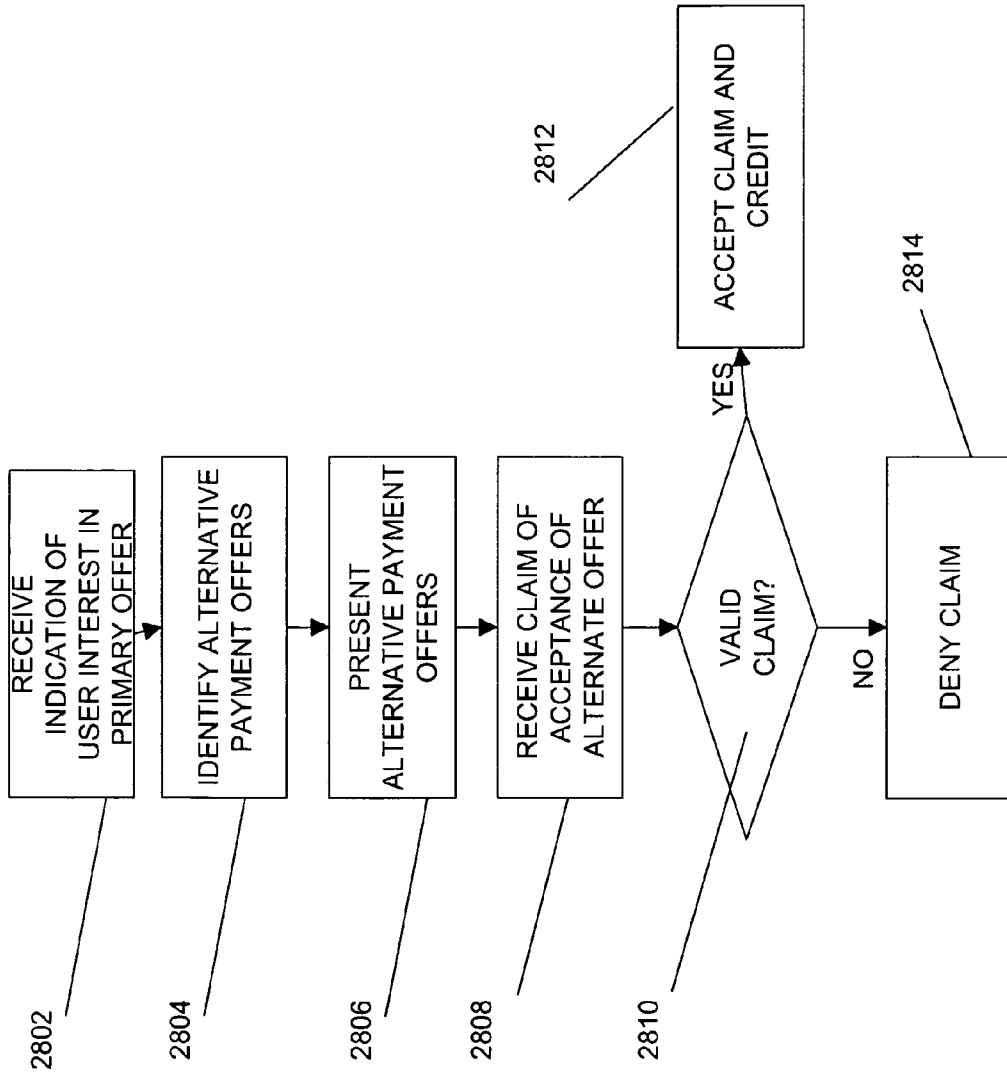 2802
RECEIVE
INDICATION OF
USER INTEREST IN
PRIMARY OFFER
2804
IDENTIFY ALTERNATIVE
PAYMENT OFFERS
2806
PRESENT
ALTERNATIVE PAYMENT
OFFERS
2808
RECEIVE CLAIM OF
ACCEPTANCE OF
ALTERNATE OFFER
2810
VALID
CLAIM?
YES
2812
ACCEPT CLAIM AND
CREDIT
NO
2814
DENY CLAIM